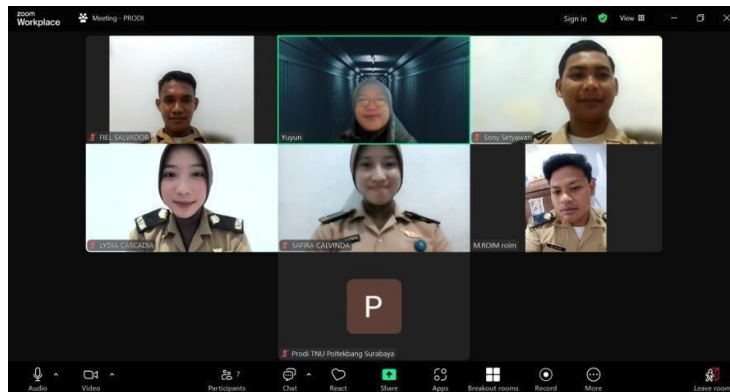 zoom
Workplace
Meeting - PRODI
Sign in
View
FIEL SALVADOR
Yuyun
Sony Setyawan
LYDIA CASCADIA
SAFIRA CALVINDA
M.ROIM roim
P
Prodi TNU Poltekbang Surabaya
Audio
Video
Participants
7
Chat
React
Share
Apps
Breakout rooms
Record
More
Leave room